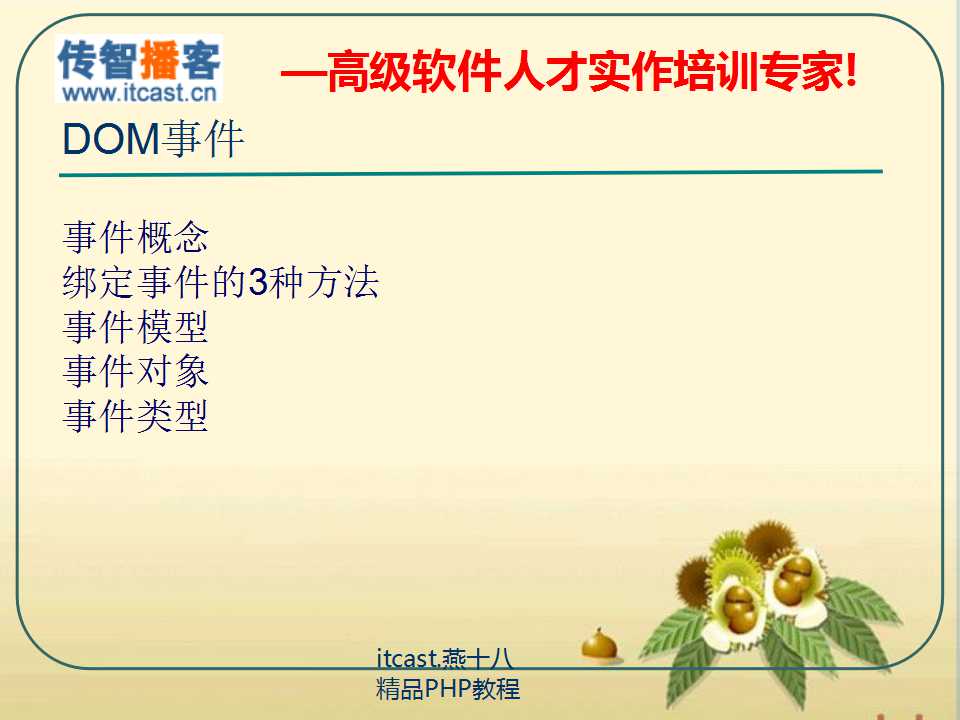 传智播客
www.itcast.cn
—高级软件人才实作培训专家!
DOM事件
事件概念
绑定事件的3种方法
事件模型
事件对象
事件类型
itcast.燕十八
精品PHP教程